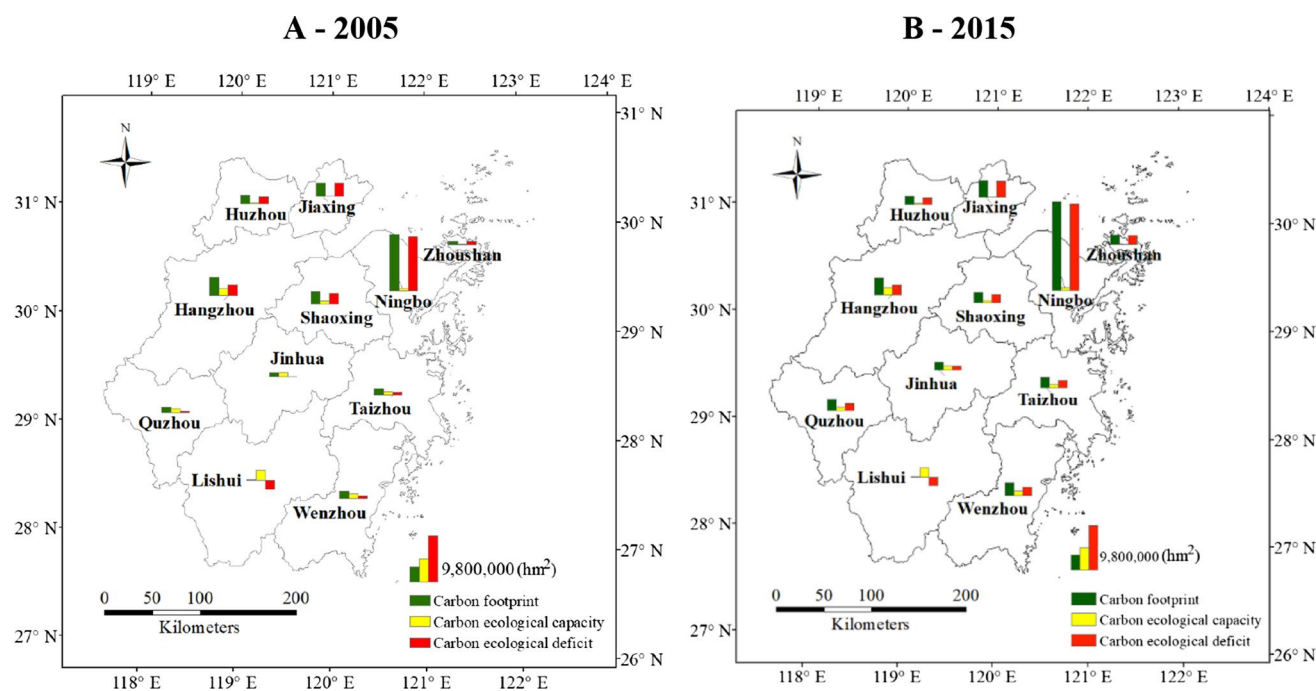 A - 2005
119° E 120° E 121° E 122° E 123° E 124° E
N
31° N
31° N
Huzhou
Jiaxing
30° N
Zhoushan
Hangzhou
Shaoxing
Ningbo
30° N
29° N
Jinhua
29° N
Quzhou
Taizhou
28° N
Lishui
Wenzhou
28° N
27° N
9,800,000 (hm²)
0 50 100 200
Kilometers
Carbon footprint
Carbon ecological capacity
Carbon ecological deficit
27° N
26° N
118° E 119° E 120° E 121° E 122° E
B - 2015
119° E 120° E 121° E 122° E 123° E 124° E
N
31° N
31° N
Huzhou
Jiaxing
30° N
Zhoushan
Hangzhou
Shaoxing
Ningbo
30° N
29° N
Jinhua
Taizhou
29° N
Quzhou
28° N
Lishui
Wenzhou
28° N
27° N
9,800,000 (hm²)
0 50 100 200
Kilometers
Carbon footprint
Carbon ecological capacity
Carbon ecological deficit
27° N
26° N
118° E 119° E 120° E 121° E 122° E